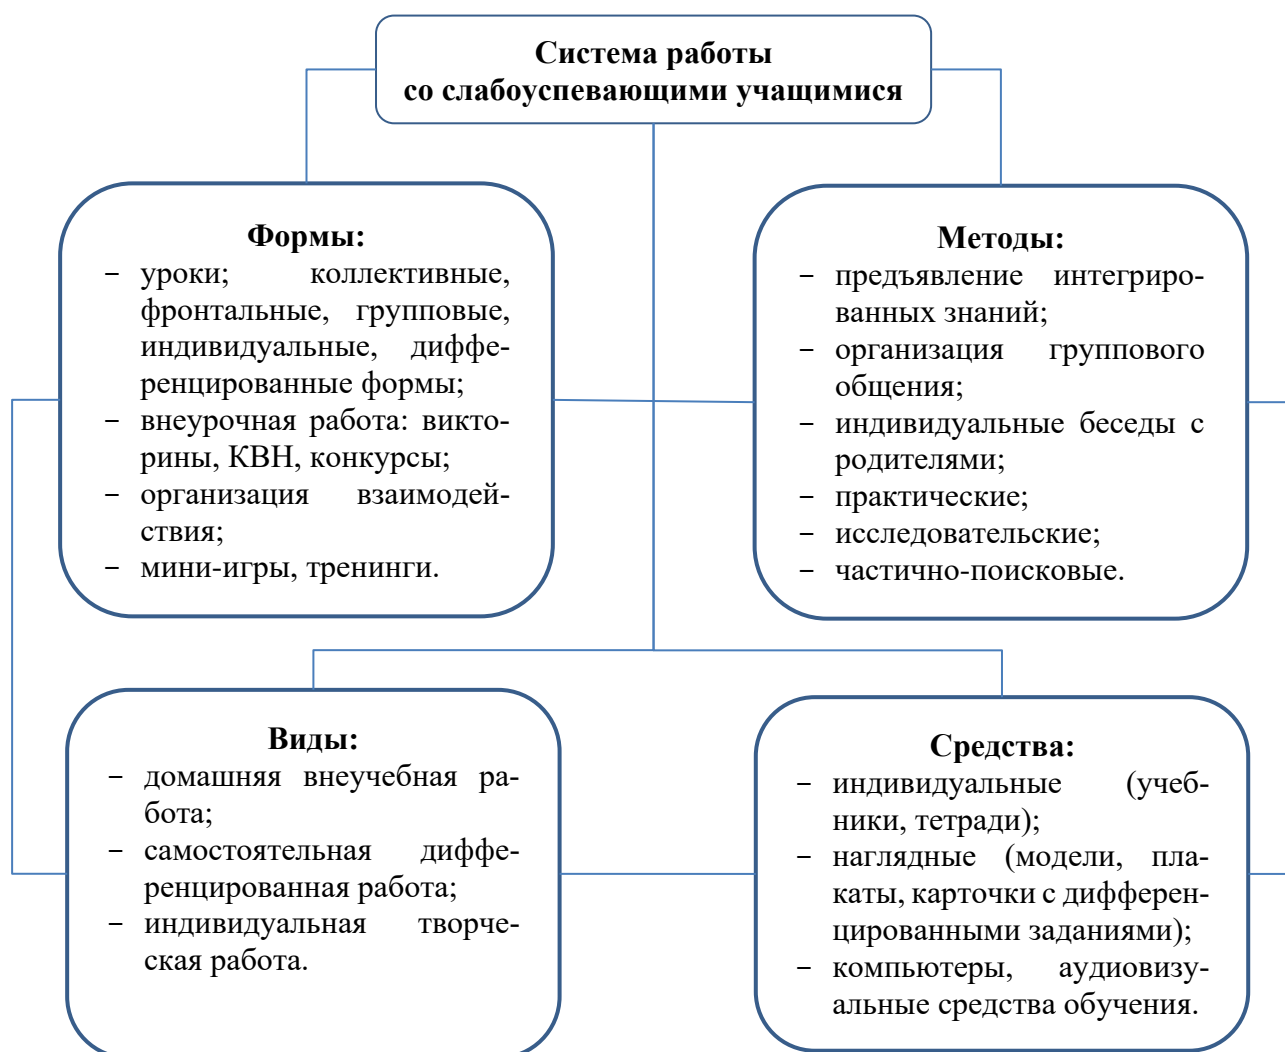 Система работы
со слабоуспевающими учащимися
Формы:
− уроки; коллективные,
фронтальные, групповые,
индивидуальные, диффе-
ренцированные формы;
− внеурочная работа: викто-
рины, КВН, конкурсы;
− организация взаимодей-
ствия;
− мини-игры, тренинги.
Методы:
− предъявление интегриро-
ванных знаний;
− организация группового
общения;
− индивидуальные беседы с
родителями;
− практические;
− исследовательские;
− частично-поисковые.
Виды:
− домашняя внеучебная ра-
бота;
− самостоятельная диффе-
ренцированная работа;
− индивидуальная творче-
ская работа.
Средства:
− индивидуальные (учеб-
ники, тетради);
− наглядные (модели, пла-
каты, карточки с дифферен-
цированными заданиями);
− компьютеры, аудиовизу-
альные средства обучения.